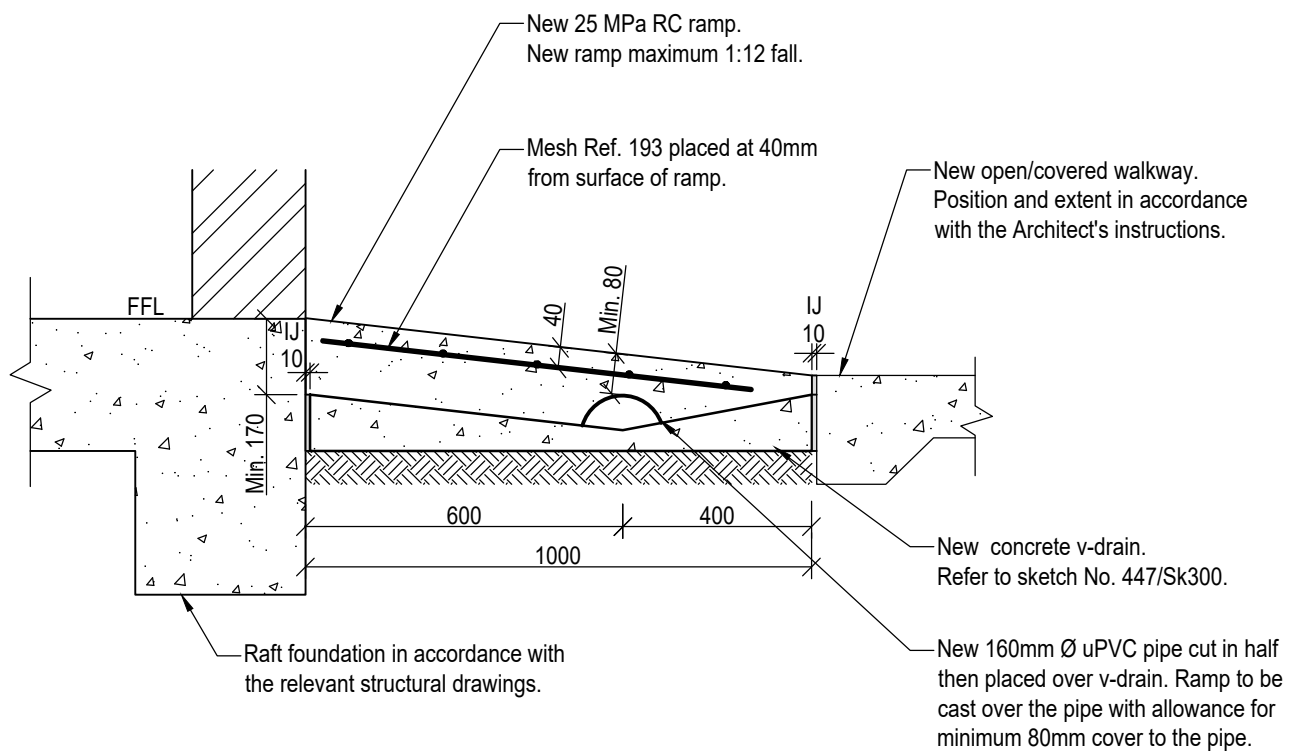 New 25 MPa RC ramp.
New ramp maximum 1:12 fall.
Mesh Ref. 193 placed at 40mm
from surface of ramp.
New open/covered walkway.
Position and extent in accordance
with the Architect's instructions.
FFL
IJ
10
40
Min. 80
IJ
10
Min. 170
600
400
1000
New concrete v-drain.
Refer to sketch No. 447/Sk300.
Raft foundation in accordance with
the relevant structural drawings.
New 160mm Ø uPVC pipe cut in half
then placed over v-drain. Ramp to be
cast over the pipe with allowance for
minimum 80mm cover to the pipe.